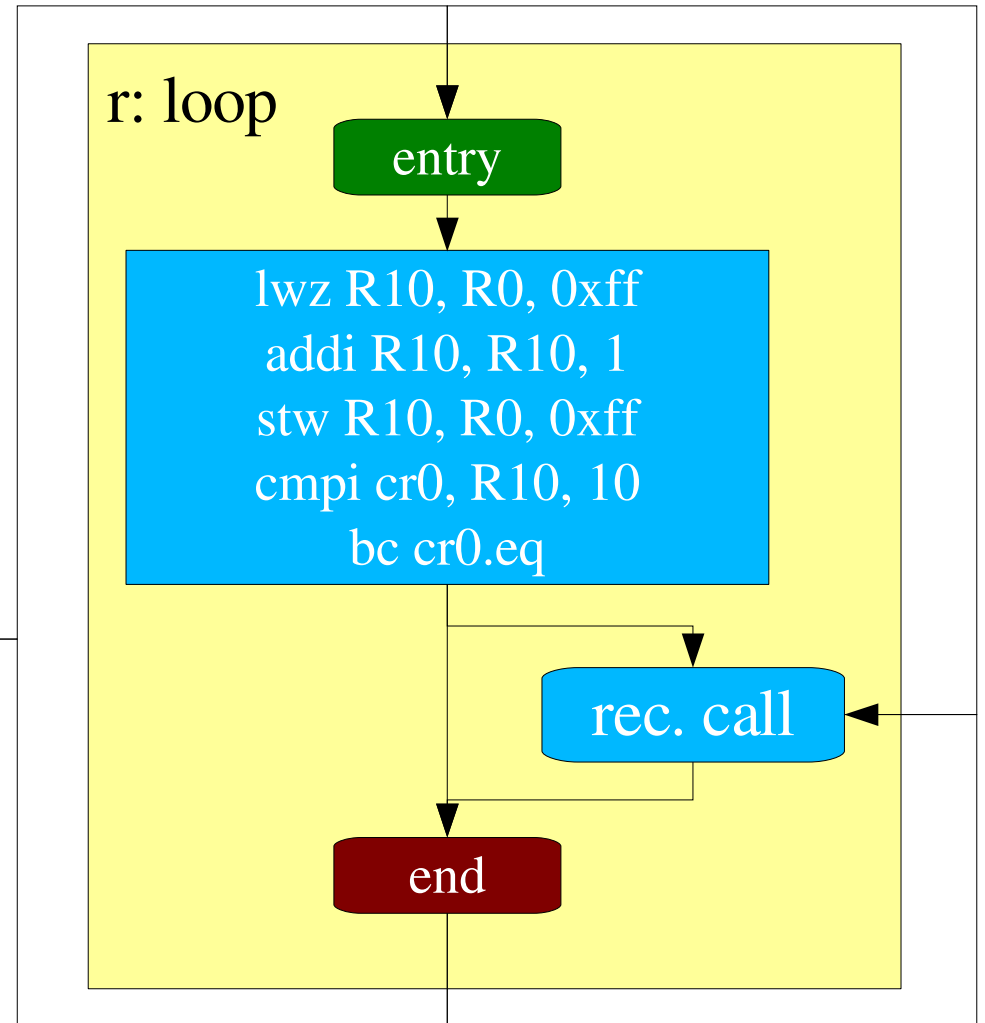 r: loop
entry
lwz R10, R0, 0xff
addi R10, R10, 1
stw R10, R0, 0xff
cmpi cr0, R10, 10
bc cr0.eq
rec. call
end